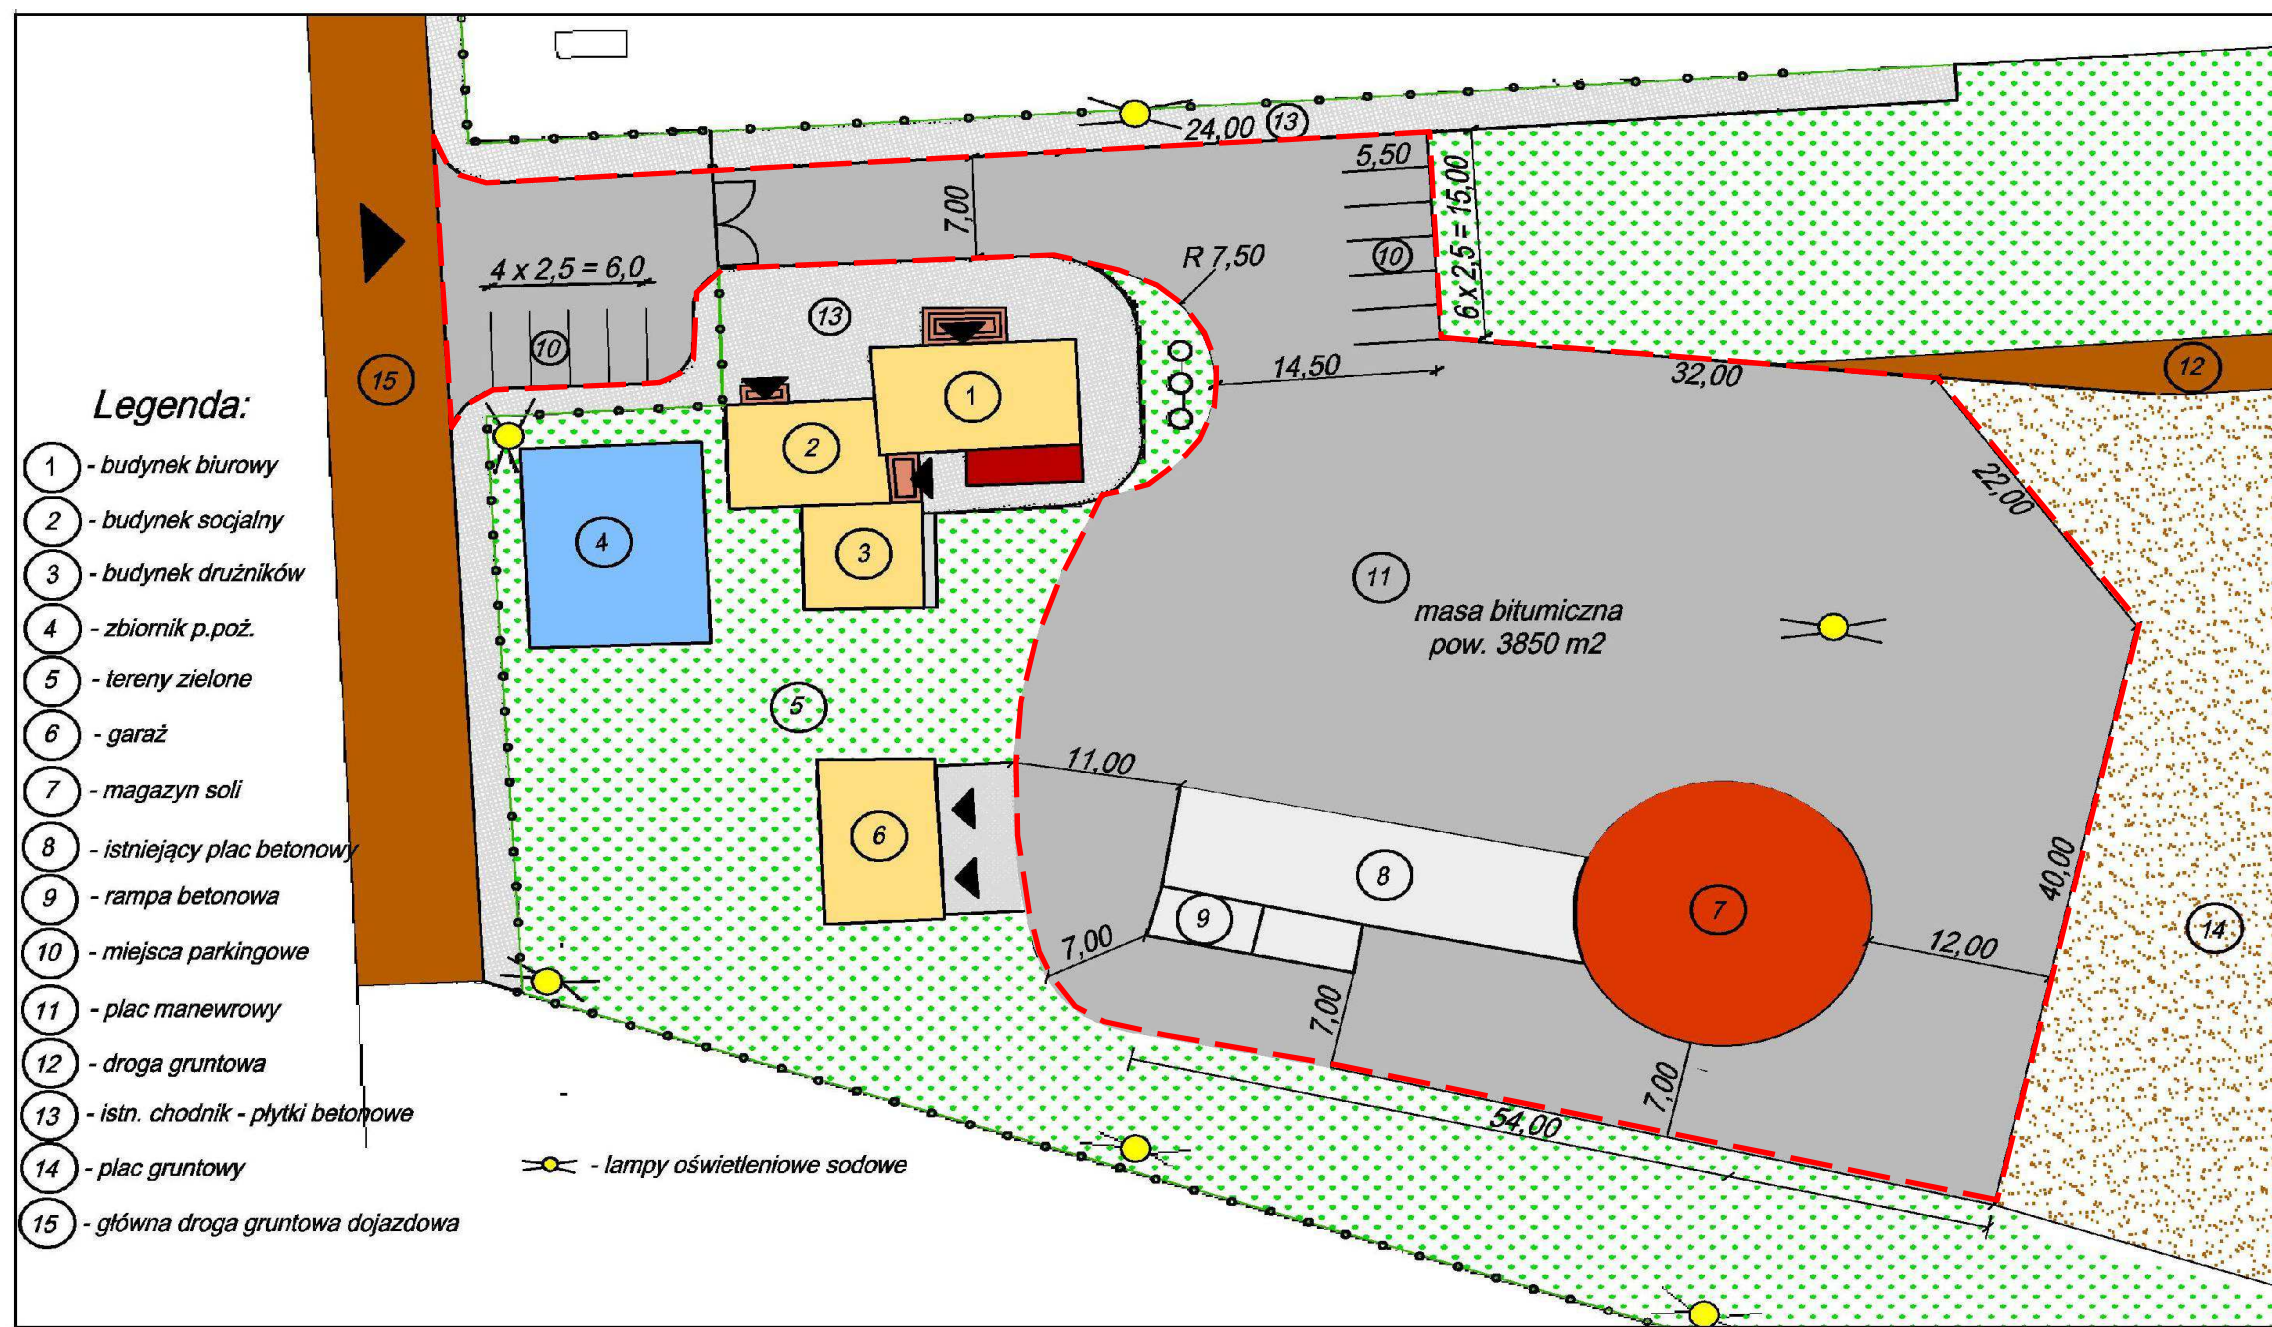 24,00
13
5,50
7,00
6 x 2,5 = 15,00
R 7,50
10
4 x 2,5 = 6,0
13
10
15
14,50
32,00
12
1
2
22,00
4
3
11
masa bitumiczna
pow. 3850 m2
5
11,00
6
8
40,00
7
9
14
7,00
12,00
7,00
7,00
54,00
Legenda:
1 - budynek biurowy
2 - budynek socjalny
3 - budynek drużników
4 - zbiornik p.poż.
5 - tereny zielone
6 - garaż
7 - magazyn soli
8 - istniejący plac betonowy
9 - rampa betonowa
10 - miejsca parkingowe
11 - plac manewrowy
12 - droga gruntowa
13 - istn. chodnik - płytki betonowe
14 - plac gruntowy
15 - główna droga gruntowa dojazdowa
- lampy oświetleniowe sodowe